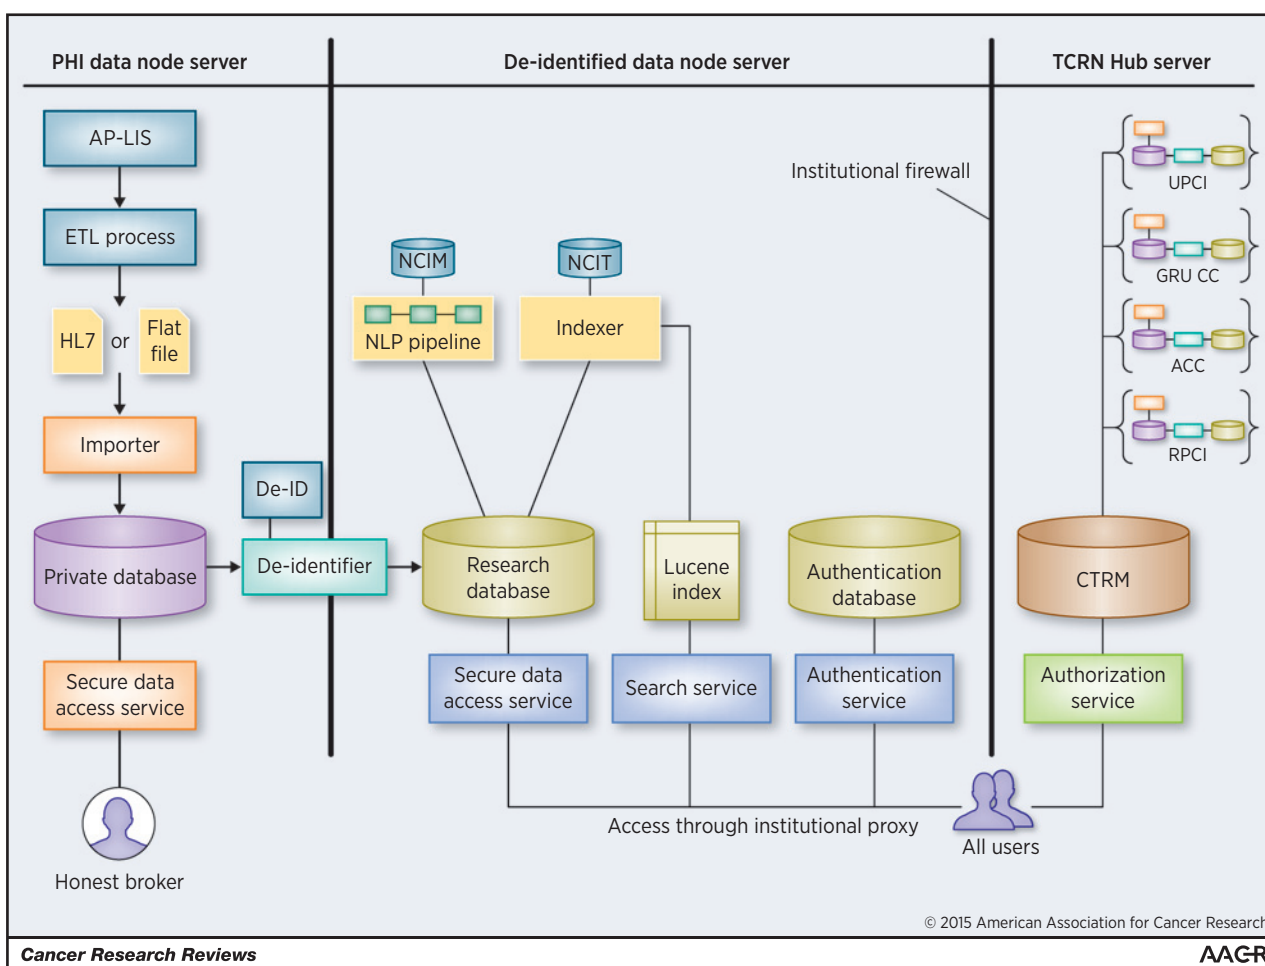 PHI data node server
De-identified data node server
TCRN Hub server
AP-LIS
ETL process
HL7
or
Flat
file
Importer
De-ID
Private database
De-identifier
Secure data
access service
Honest broker
Institutional firewall
NCIM
NCIT
NLP pipeline
Indexer
Research
database
Lucene
index
Authentication
database
Secure data
access service
Search service
Authentication
service
Access through institutional proxy
All users
UPCI
GRU CC
ACC
RPCI
CTRM
Authorization
service
© 2015 American Association for Cancer Research
Cancer Research Reviews
AACR